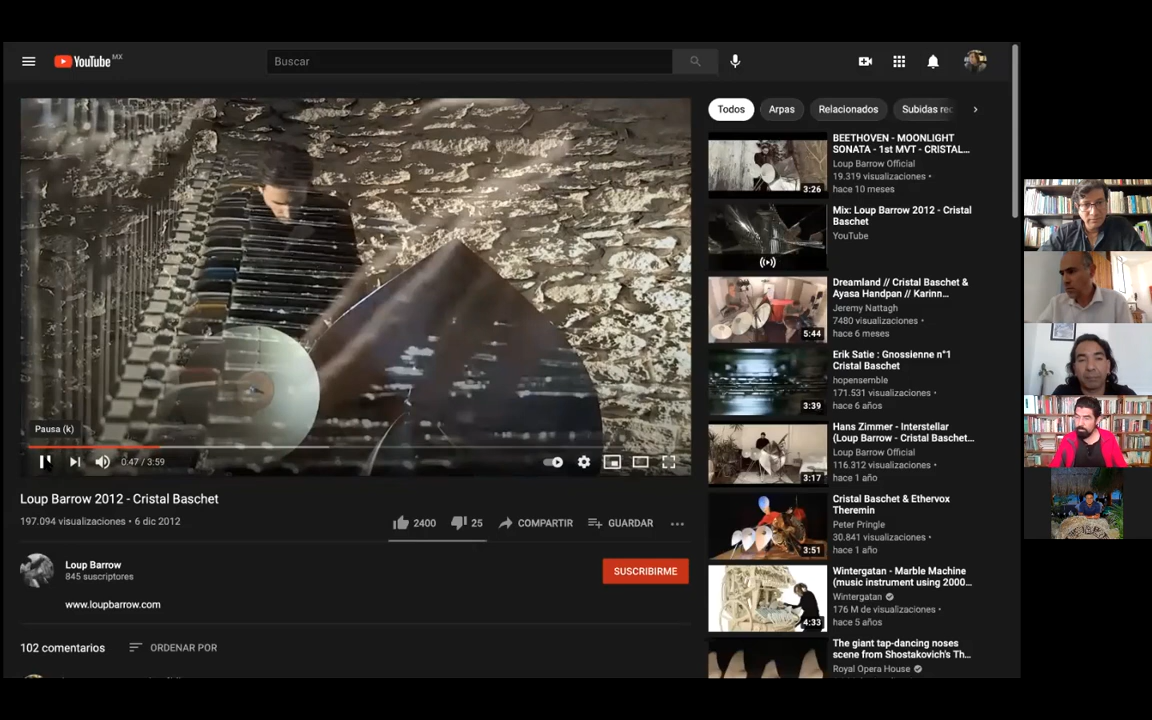 YouTube MX
Buscar
Todos
Arpas
Relacionados
Subidas rec
BEETHOVEN - MOONLIGHT
SONATA - 1st MVT - CRISTAL...
Loup Barrow Official
19.319 visualizaciones •
hace 10 meses
3:26
Mix: Loup Barrow 2012 - Cristal
Baschet
YouTube
Dreamland // Cristal Baschet &
Ayasa Handpan // Karinn...
Jeremy Nattagh
7480 visualizaciones •
hace 6 meses
5:44
Erik Satie : Gnossienne n°1
Cristal Baschet
hopensemble
171.531 visualizaciones •
hace 6 años
3:39
Hans Zimmer - Interstellar
(Loup Barrow - Cristal Baschet...
Loup Barrow Official
116.312 visualizaciones •
hace 1 año
3:17
Cristal Baschet & Ethervox
Theremin
Peter Pringle
30.841 visualizaciones •
hace 1 año
3:51
Wintergatan - Marble Machine
(music instrument using 2000...
Wintergatan
176 M de visualizaciones •
hace 5 años
4:33
The giant tap-dancing noses
scene from Shostakovich's Th...
Royal Opera House
Pausa (k)
0:47 / 3:59
Loup Barrow 2012 - Cristal Baschet
197.094 visualizaciones • 6 dic 2012
2400
25
COMPARTIR
GUARDAR
Loup Barrow
845 suscriptores
SUSCRIBIRME
www.loupbarrow.com
102 comentarios
ORDENAR POR